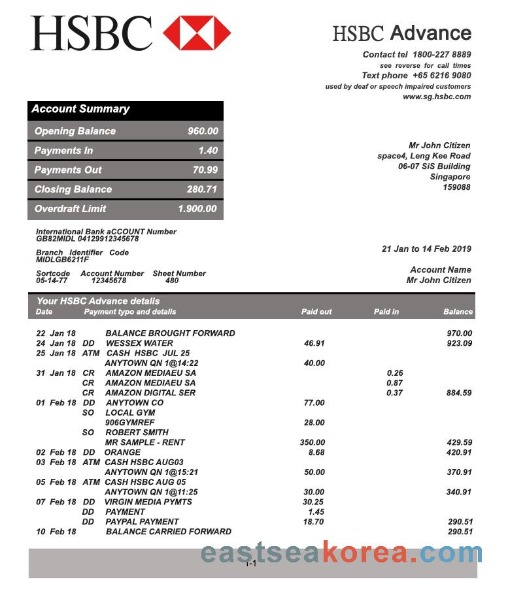 HSBC
HSBC Advance
Contact tel 1800-227 8889
see reverse for call times
Text phone +65 6216 9080
used by deaf or speech impaired customers
www.sg.hsbc.com
Account Summary
Opening Balance 960.00
Payments In 1.40
Payments Out 70.99
Closing Balance 280.71
Overdraft Limit 1.900.00
Mr John Citizen
space4, Leng Kee Road
06-07 SiS Building
Singapore
159088
International Bank aCCOUNT Number
GB82MIDL 04129912345678
Branch Identifier Code
MIDLGB6211F
Sortcode Account Number Sheet Number
05-14-77 12345678 480
21 Jan to 14 Feb 2019
Account Name
Mr John Citizen
Your HSBC Advance details
Date Payment typo and details Paid out Paid in Balance
22 Jan 18 BALANCE BROUGHT FORWARD 970.00
24 Jan 18 DD WESSEX WATER 46.91 923.09
25 Jan 18 ATM CASH HSBC JUL 25
ANYTOWN QN 1@14:22 40.00
31 Jan 18 CR AMAZON MEDIAEU SA 0.26
CR AMAZON MEDIAEU SA 0.87
CR AMAZON DIGITAL SER 0.37 884.59
01 Feb 18 DD ANYTOWN CO 77.00
SO LOCAL GYM
906GYMREF 28.00
SO ROBERT SMITH
MR SAMPLE - RENT 350.00 429.59
02 Feb 18 DD ORANGE 8.68 420.91
03 Feb 18 ATM CASH HSBC AUG03
ANYTOWN QN 1@15:21 50.00 370.91
05 Feb 18 ATM CASH HSBC AUG 05
ANYTOWN QN 1@11:25 30.00 340.91
07 Feb 18 DD VIRGIN MEDIA PYMTS 30.25
DD PAYMENT 1.45
DD PAYPAL PAYMENT 18.70 290.51
10 Feb 18 BALANCE CARRIED FORWARD 290.51
eastseakorea.com
1-1